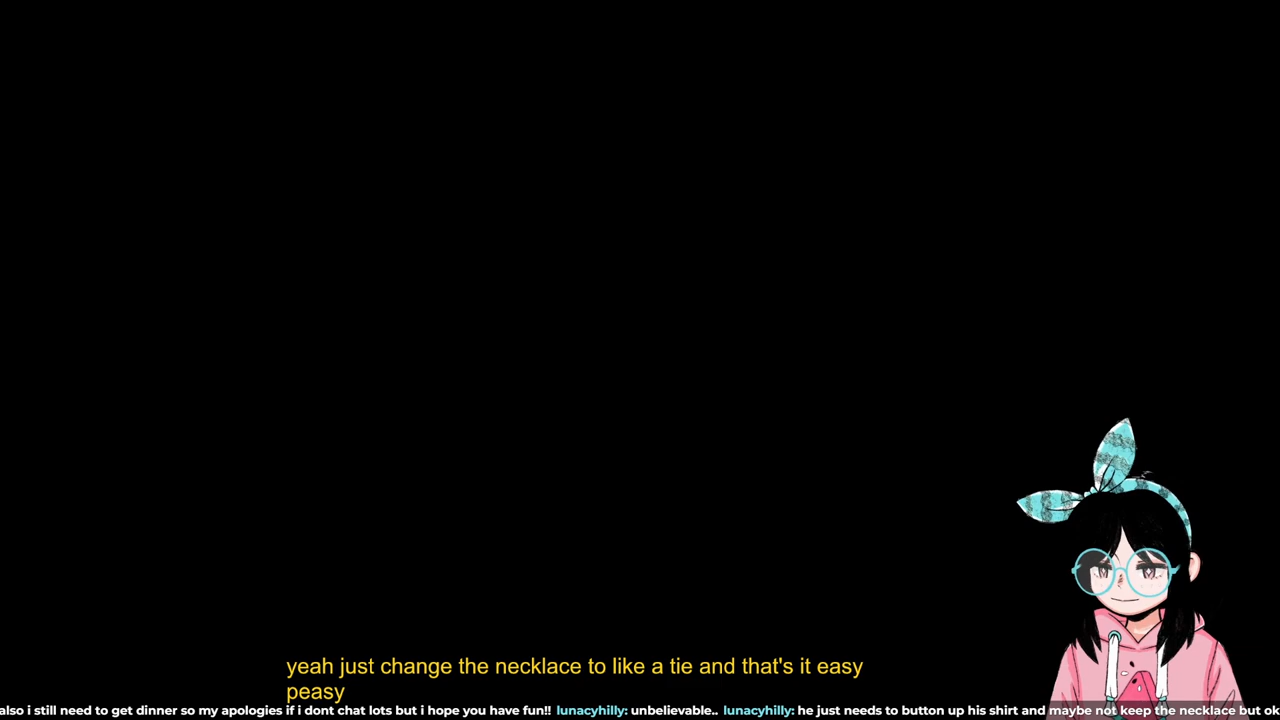 yeah just change the necklace to like a tie and that's it easy
peasy
also i still need to get dinner so my apologies if i dont chat lots but i hope you have fun!! lunacyhilly: unbelievable.. lunacyhilly: he just needs to button up his shirt and maybe not keep the necklace but ok